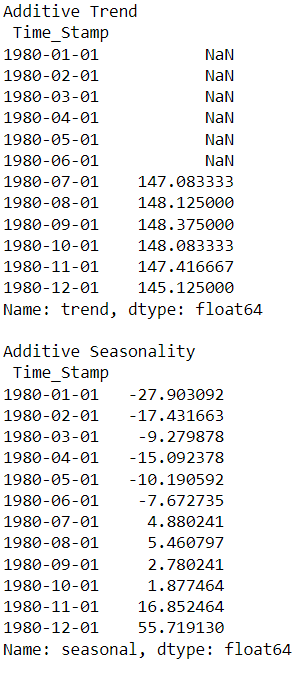 Additive Trend
 Time_Stamp
1980-01-01           NaN
1980-02-01           NaN
1980-03-01           NaN
1980-04-01           NaN
1980-05-01           NaN
1980-06-01           NaN
1980-07-01    147.083333
1980-08-01    148.125000
1980-09-01    148.375000
1980-10-01    148.083333
1980-11-01    147.416667
1980-12-01    145.125000
Name: trend, dtype: float64

Additive Seasonality
 Time_Stamp
1980-01-01   -27.903092
1980-02-01   -17.431663
1980-03-01    -9.279878
1980-04-01   -15.092378
1980-05-01   -10.190592
1980-06-01    -7.672735
1980-07-01     4.880241
1980-08-01     5.460797
1980-09-01     2.780241
1980-10-01     1.877464
1980-11-01    16.852464
1980-12-01    55.719130
Name: seasonal, dtype: float64